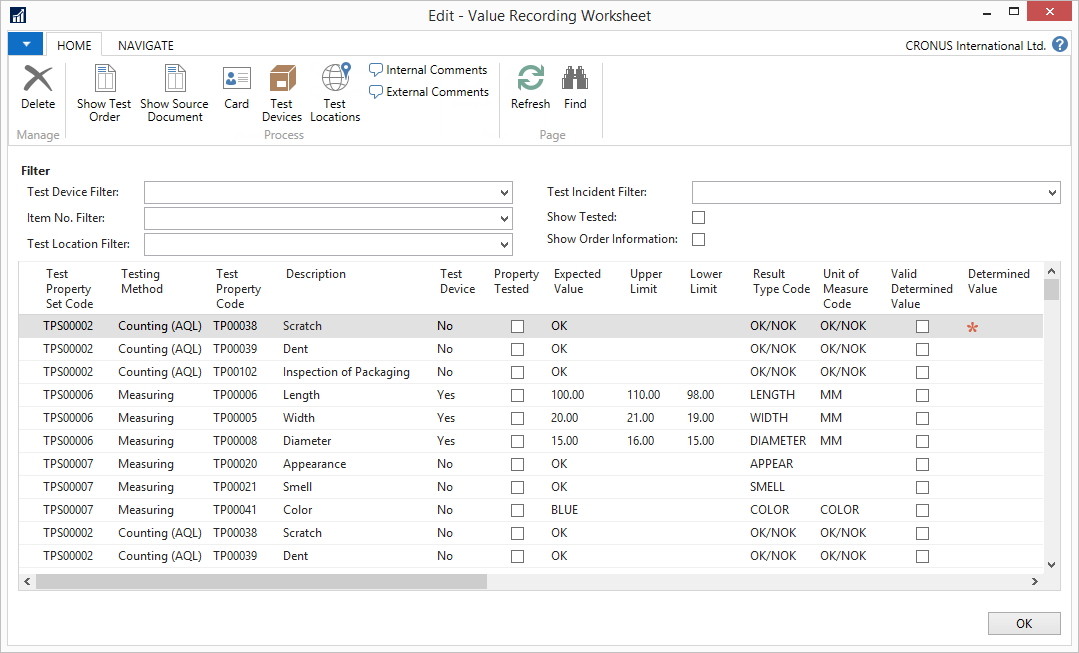 Edit - Value Recording Worksheet
HOME NAVIGATE CRONUS International Ltd. ?
Delete
Show Test Order
Show Source Document
Card
Test Devices
Test Locations
Internal Comments
External Comments
Refresh
Find
Manage Process Page
Filter
Test Device Filter: Test Incident Filter:
Item No. Filter: Show Tested:
Test Location Filter: Show Order Information:
Test Property Set Code Testing Method Test Property Code Description Test Device Property Tested Expected Value Upper Limit Lower Limit Result Type Code Unit of Measure Code Valid Determined Value Determined Value
TPS00002 Counting (AQL) TP00038 Scratch No OK OK/NOK OK/NOK *
TPS00002 Counting (AQL) TP00039 Dent No OK OK/NOK OK/NOK
TPS00002 Counting (AQL) TP00102 Inspection of Packaging No OK OK/NOK OK/NOK
TPS00006 Measuring TP00006 Length Yes 100.00 110.00 98.00 LENGTH MM
TPS00006 Measuring TP00005 Width Yes 20.00 21.00 19.00 WIDTH MM
TPS00006 Measuring TP00008 Diameter Yes 15.00 16.00 15.00 DIAMETER MM
TPS00007 Measuring TP00020 Appearance No OK APPEAR
TPS00007 Measuring TP00021 Smell No OK SMELL
TPS00007 Measuring TP00041 Color No BLUE COLOR COLOR
TPS00002 Counting (AQL) TP00038 Scratch No OK OK/NOK OK/NOK
TPS00002 Counting (AQL) TP00039 Dent No OK OK/NOK OK/NOK
OK